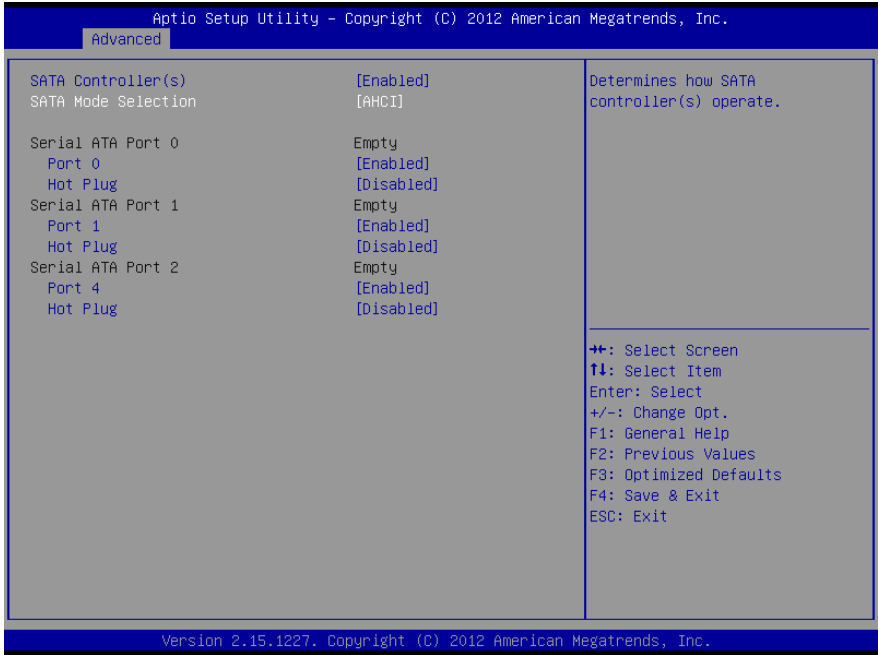 Aptio Setup Utility – Copyright (C) 2012 American Megatrends, Inc.
Advanced
SATA Controller(s) [Enabled]
SATA Mode Selection [AHCI]
Serial ATA Port 0 Empty
Port 0 [Enabled]
Hot Plug [Disabled]
Serial ATA Port 1 Empty
Port 1 [Enabled]
Hot Plug [Disabled]
Serial ATA Port 2 Empty
Port 4 [Enabled]
Hot Plug [Disabled]
Determines how SATA
controller(s) operate.
→←: Select Screen
↑↓: Select Item
Enter: Select
+/-: Change Opt.
F1: General Help
F2: Previous Values
F3: Optimized Defaults
F4: Save & Exit
ESC: Exit
Version 2.15.1227. Copyright (C) 2012 American Megatrends, Inc.